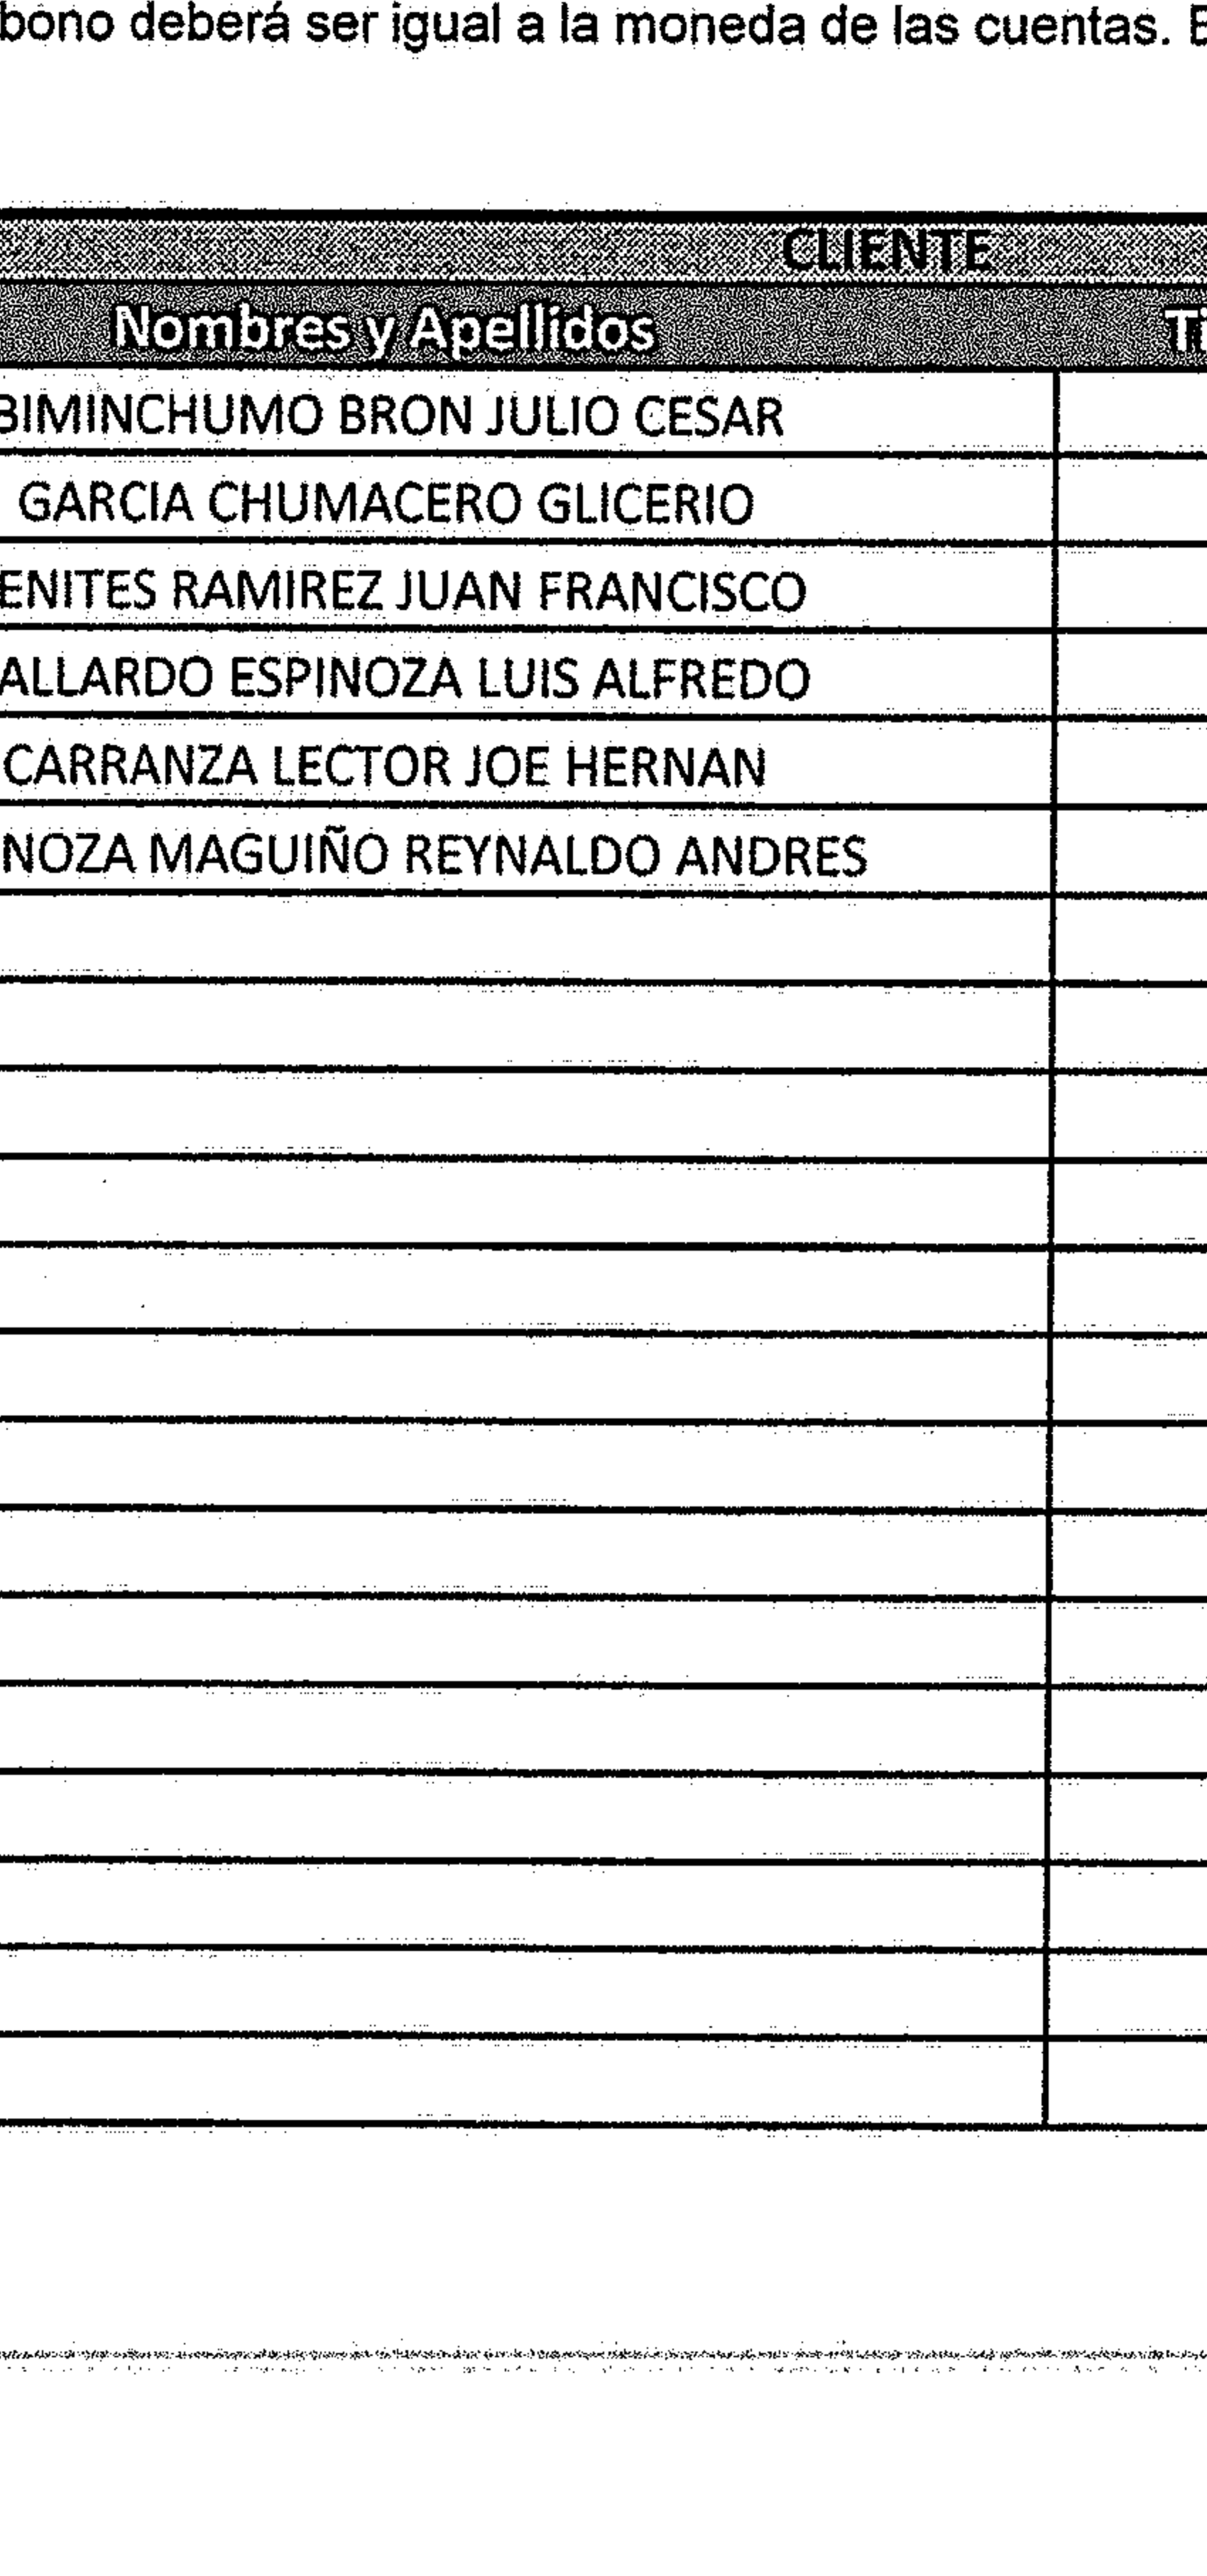 bono deberá ser igual a la moneda de las cuentas.
CLIENTE
Nombres y Apellidos
BIMINCHUMO BRON JULIO CESAR
GARCIA CHUMACERO GLICERIO
ENITES RAMIREZ JUAN FRANCISCO
ALLARDO ESPINOZA LUIS ALFREDO
CARRANZA LECTOR JOE HERNAN
NOZA MAGUIÑO REYNALDO ANDRES